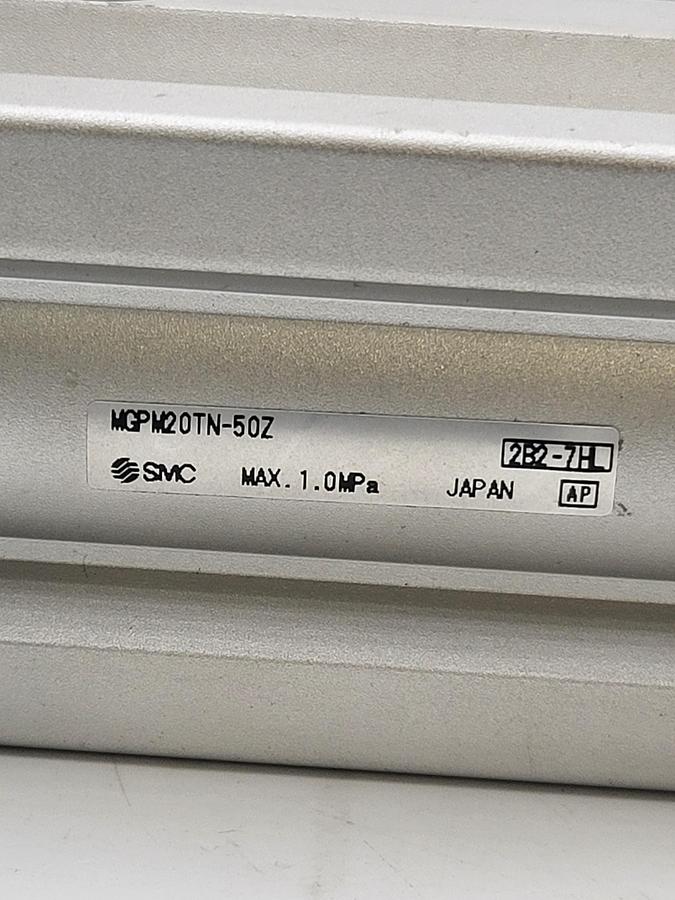 MGPM20TN-50Z
2B2-7HL
SMC MAX. 1.0MPa JAPAN AP